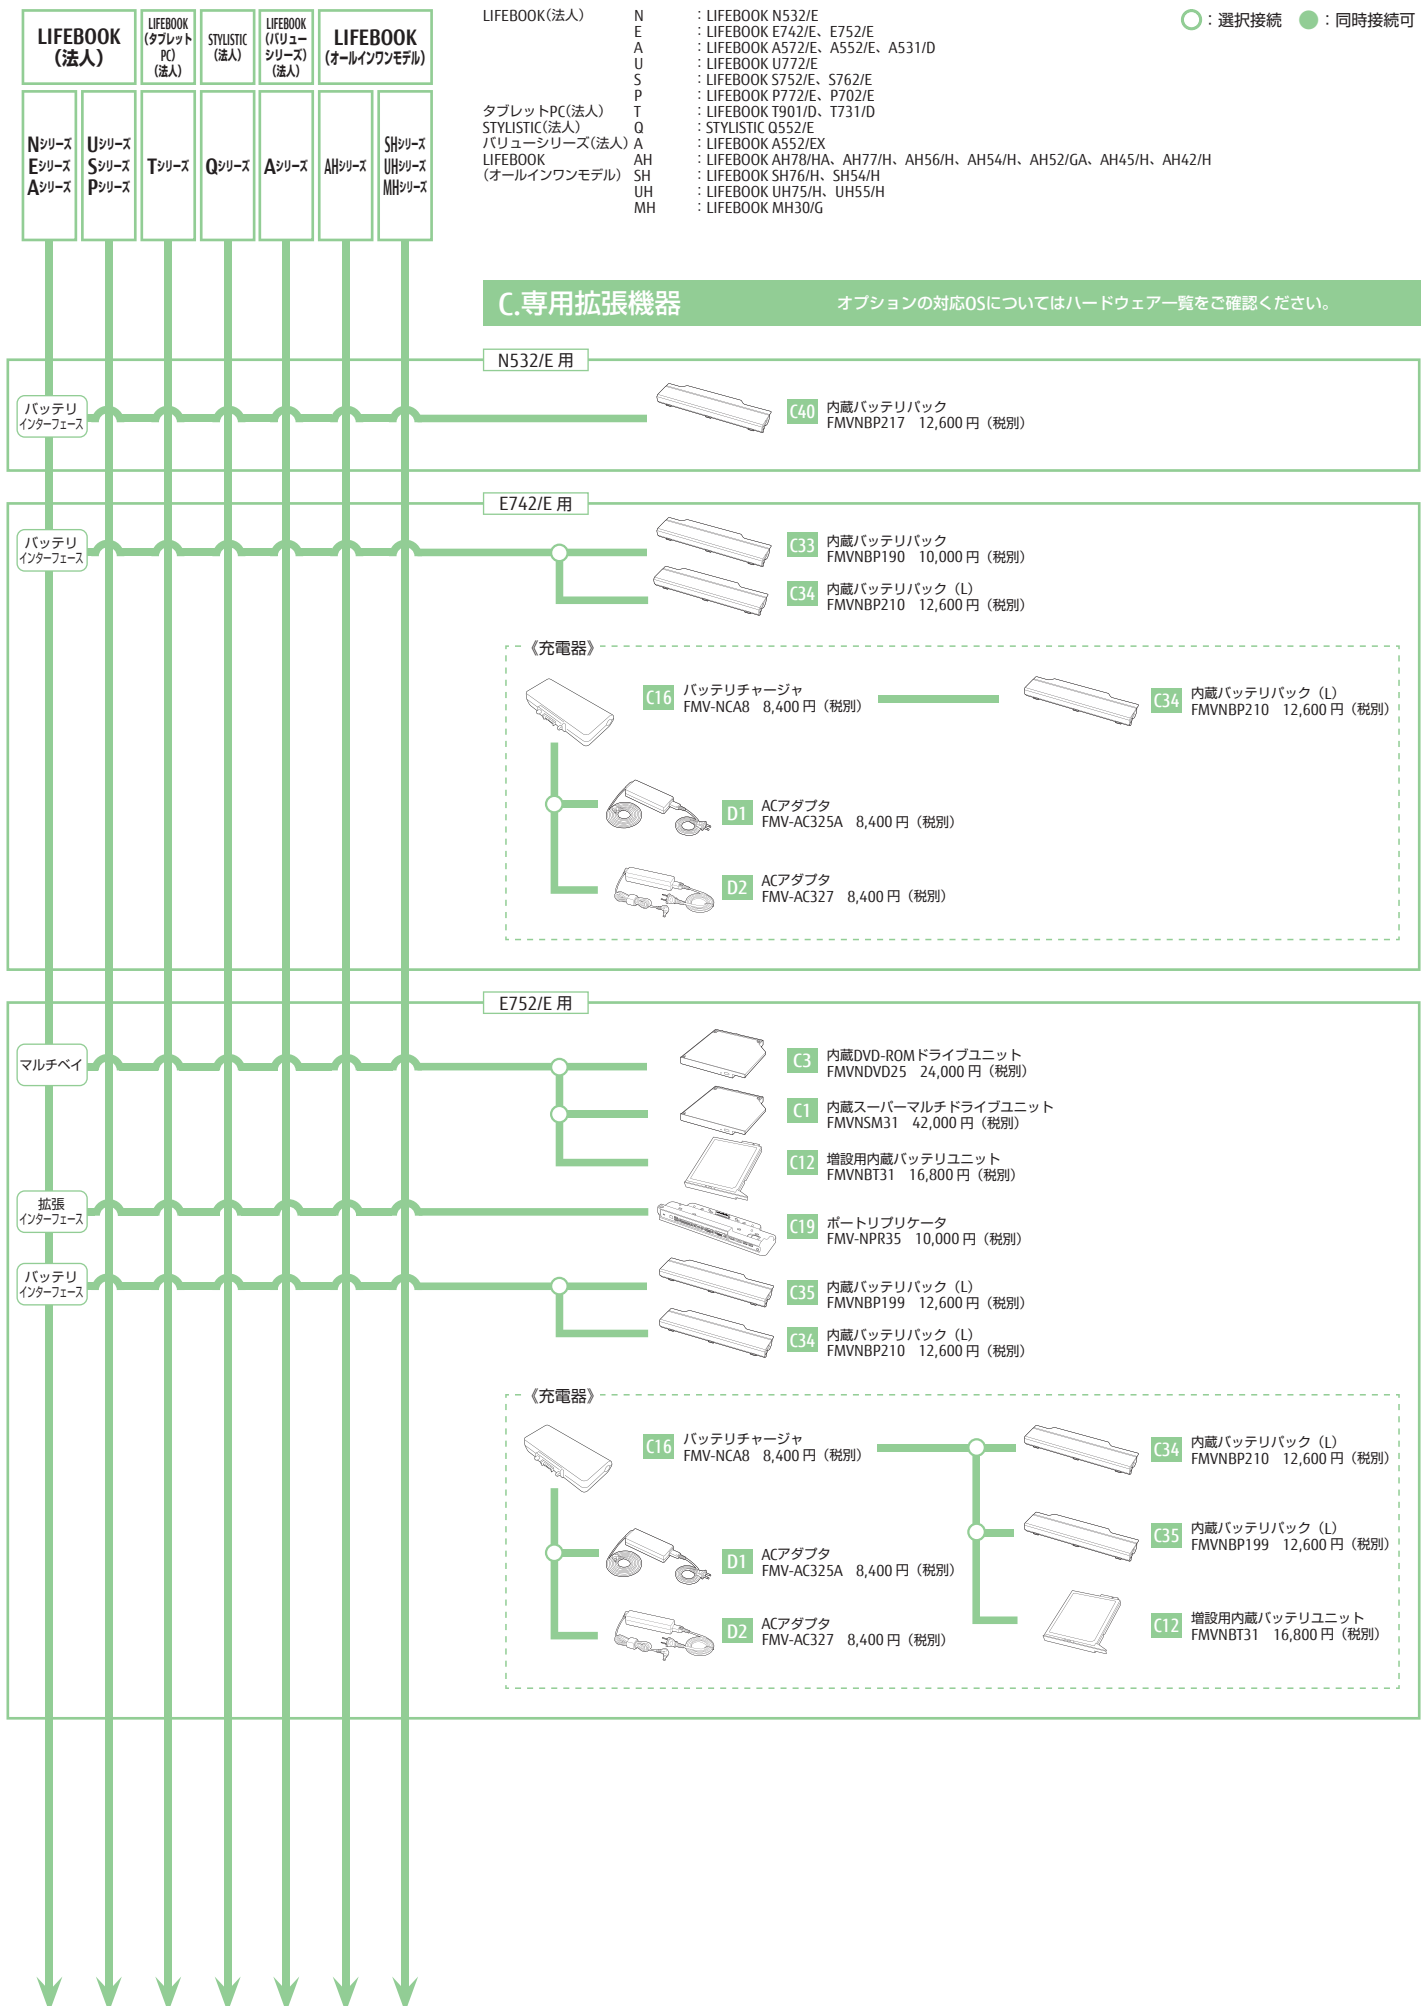 LIFEBOOK
(法人)
LIFEBOOK
(タブレット
PC)
(法人)
STYLISTIC
(法人)
LIFEBOOK
(バリュー
シリーズ)
(法人)
LIFEBOOK
(オールインワンモデル)
Nシリーズ
Eシリーズ
Aシリーズ
Uシリーズ
Sシリーズ
Pシリーズ
Tシリーズ
Qシリーズ
Aシリーズ
AHシリーズ
SHシリーズ
UHシリーズ
MHシリーズ
LIFEBOOK(法人) N : LIFEBOOK N532/E
E : LIFEBOOK E742/E、E752/E
A : LIFEBOOK A572/E、A552/E、A531/D
U : LIFEBOOK U772/E
S : LIFEBOOK S752/E、S762/E
P : LIFEBOOK P772/E、P702/E
タブレットPC(法人) T : LIFEBOOK T901/D、T731/D
STYLISTIC(法人) Q : STYLISTIC Q552/E
バリューシリーズ(法人) A : LIFEBOOK A552/EX
LIFEBOOK AH : LIFEBOOK AH78/HA、AH77/H、AH56/H、AH54/H、AH52/GA、AH45/H、AH42/H
(オールインワンモデル) SH : LIFEBOOK SH76/H、SH54/H
UH : LIFEBOOK UH75/H、UH55/H
MH : LIFEBOOK MH30/G
：選択接続 ：同時接続可
C.専用拡張機器 オプションの対応OSについてはハードウェア一覧をご確認ください。
N532/E 用
バッテリ
インターフェース
C40 内蔵バッテリパック
FMVNBP217 12,600 円（税別）
E742/E 用
バッテリ
インターフェース
C33 内蔵バッテリパック
FMVNBP190 10,000 円（税別）
C34 内蔵バッテリパック（L）
FMVNBP210 12,600 円（税別）
《充電器》
C16 バッテリチャージャ
FMV-NCA8 8,400 円（税別）
C34 内蔵バッテリパック（L）
FMVNBP210 12,600 円（税別）
D1 ACアダプタ
FMV-AC325A 8,400 円（税別）
D2 ACアダプタ
FMV-AC327 8,400 円（税別）
E752/E 用
マルチベイ
C3 内蔵DVD-ROMドライブユニット
FMVNDVD25 24,000 円（税別）
C1 内蔵スーパーマルチドライブユニット
FMVNSM31 42,000 円（税別）
C12 増設用内蔵バッテリユニット
FMVNBT31 16,800 円（税別）
拡張
インターフェース
C19 ポートリプリケータ
FMV-NPR35 10,000 円（税別）
バッテリ
インターフェース
C35 内蔵バッテリパック（L）
FMVNBP199 12,600 円（税別）
C34 内蔵バッテリパック（L）
FMVNBP210 12,600 円（税別）
《充電器》
C16 バッテリチャージャ
FMV-NCA8 8,400 円（税別）
C34 内蔵バッテリパック（L）
FMVNBP210 12,600 円（税別）
D1 ACアダプタ
FMV-AC325A 8,400 円（税別）
C35 内蔵バッテリパック（L）
FMVNBP199 12,600 円（税別）
D2 ACアダプタ
FMV-AC327 8,400 円（税別）
C12 増設用内蔵バッテリユニット
FMVNBT31 16,800 円（税別）